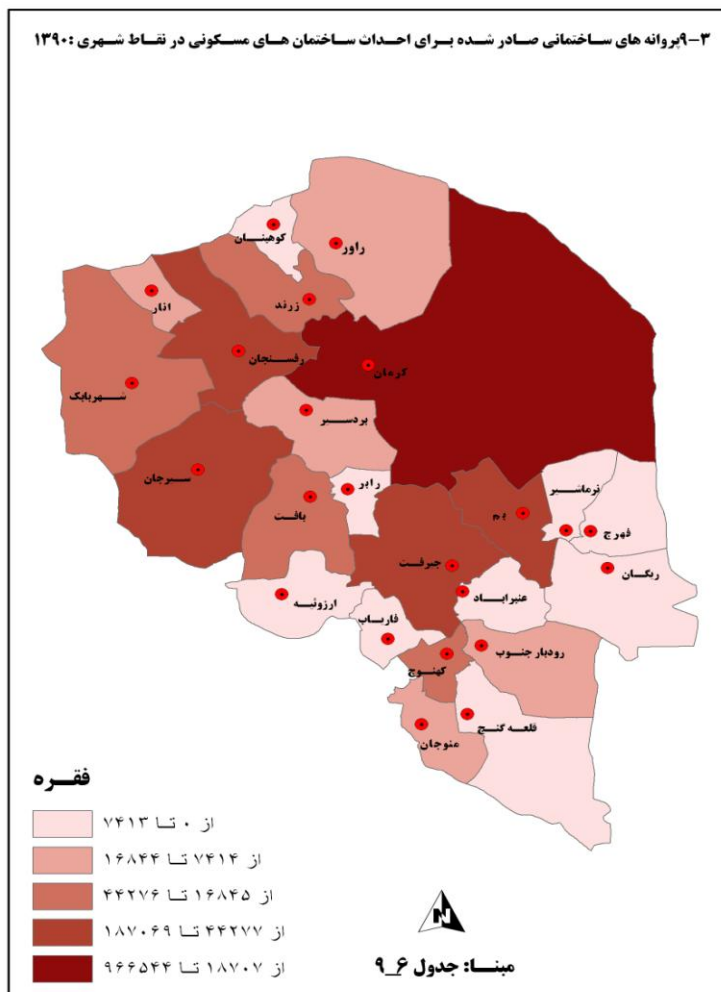 ۹-۳پروانه های ساختمانی صادر شده برای احداث ساختمان های مسکونی در نقاط شهری :۱۳۹۰
کوهبنان
راور
انار
زرند
رفسنجان
کرمان
شهربابک
بردسیر
سیرجان
رابر
بافت
نرماشیر
بم
فهرج
جیرفت
ریگان
عنبراباد
ارزوئیه
فاریاب
رودبار جنوب
کهنوج
قلعه گنج
منوجان
فقره
از ۰ تا ۷۴۱۳
از ۷۴۱۴ تا ۱۶۸۴۴
از ۱۶۸۴۵ تا ۴۴۲۷۶
از ۴۴۲۷۷ تا ۱۸۷۰۶۹
از ۱۸۷۰۷ تا ۹۶۶۵۴۴
N
مبنا: جدول ۶_۹